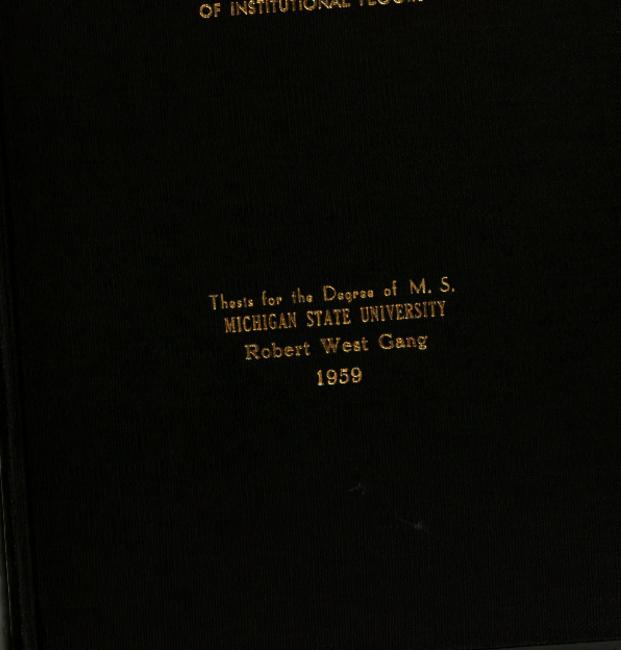 OF INSTITUTIONAL
Thesis for the Degree of M. S.
MICHIGAN STATE UNIVERSITY
Robert West Gang
1959